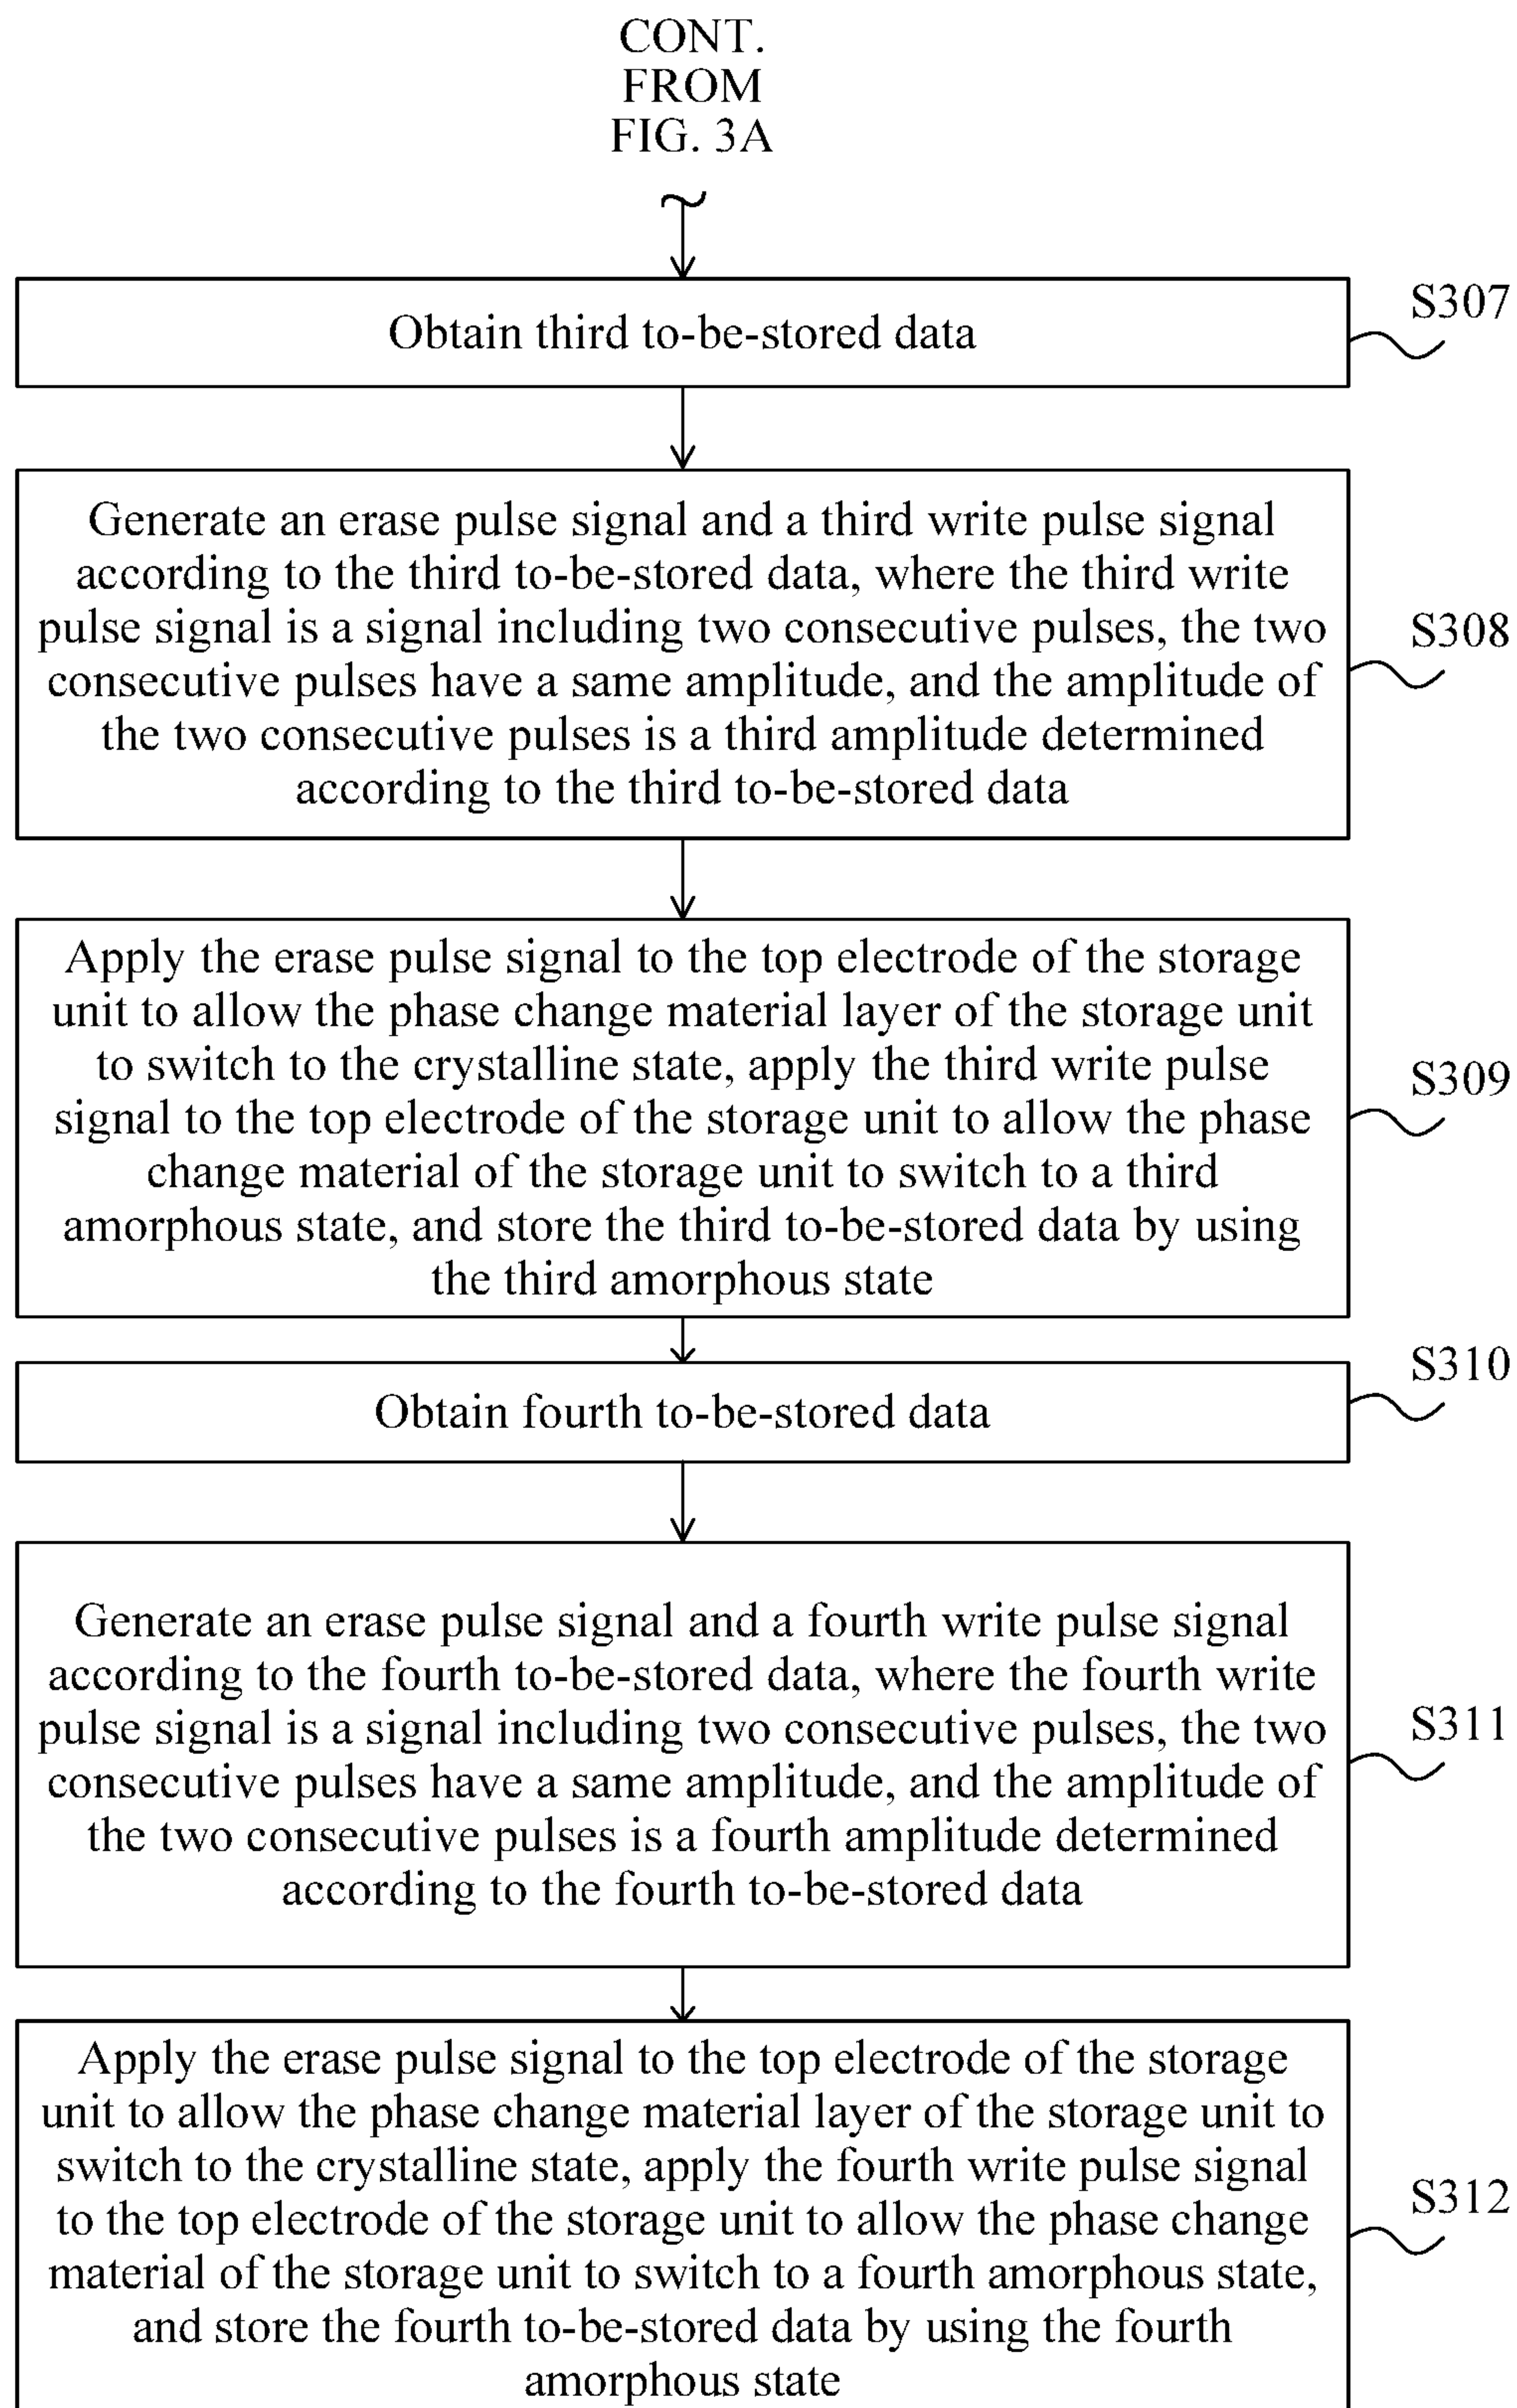 CONT.
FROM
FIG. 3A
S307
Obtain third to-be-stored data
Generate an erase pulse signal and a third write pulse signal
according to the third to-be-stored data, where the third write
pulse signal is a signal including two consecutive pulses, the two
consecutive pulses have a same amplitude, and the amplitude of
the two consecutive pulses is a third amplitude determined
according to the third to-be-stored data
S308
Apply the erase pulse signal to the top electrode of the storage
unit to allow the phase change material layer of the storage unit
to switch to the crystalline state, apply the third write pulse
signal to the top electrode of the storage unit to allow the phase
change material of the storage unit to switch to a third
amorphous state, and store the third to-be-stored data by using
the third amorphous state
S309
S310
Obtain fourth to-be-stored data
Generate an erase pulse signal and a fourth write pulse signal
according to the fourth to-be-stored data, where the fourth write
pulse signal is a signal including two consecutive pulses, the two
consecutive pulses have a same amplitude, and the amplitude of
the two consecutive pulses is a fourth amplitude determined
according to the fourth to-be-stored data
S311
Apply the erase pulse signal to the top electrode of the storage
unit to allow the phase change material layer of the storage unit to
switch to the crystalline state, apply the fourth write pulse signal
to the top electrode of the storage unit to allow the phase change
material of the storage unit to switch to a fourth amorphous state,
and store the fourth to-be-stored data by using the fourth
amorphous state
S312